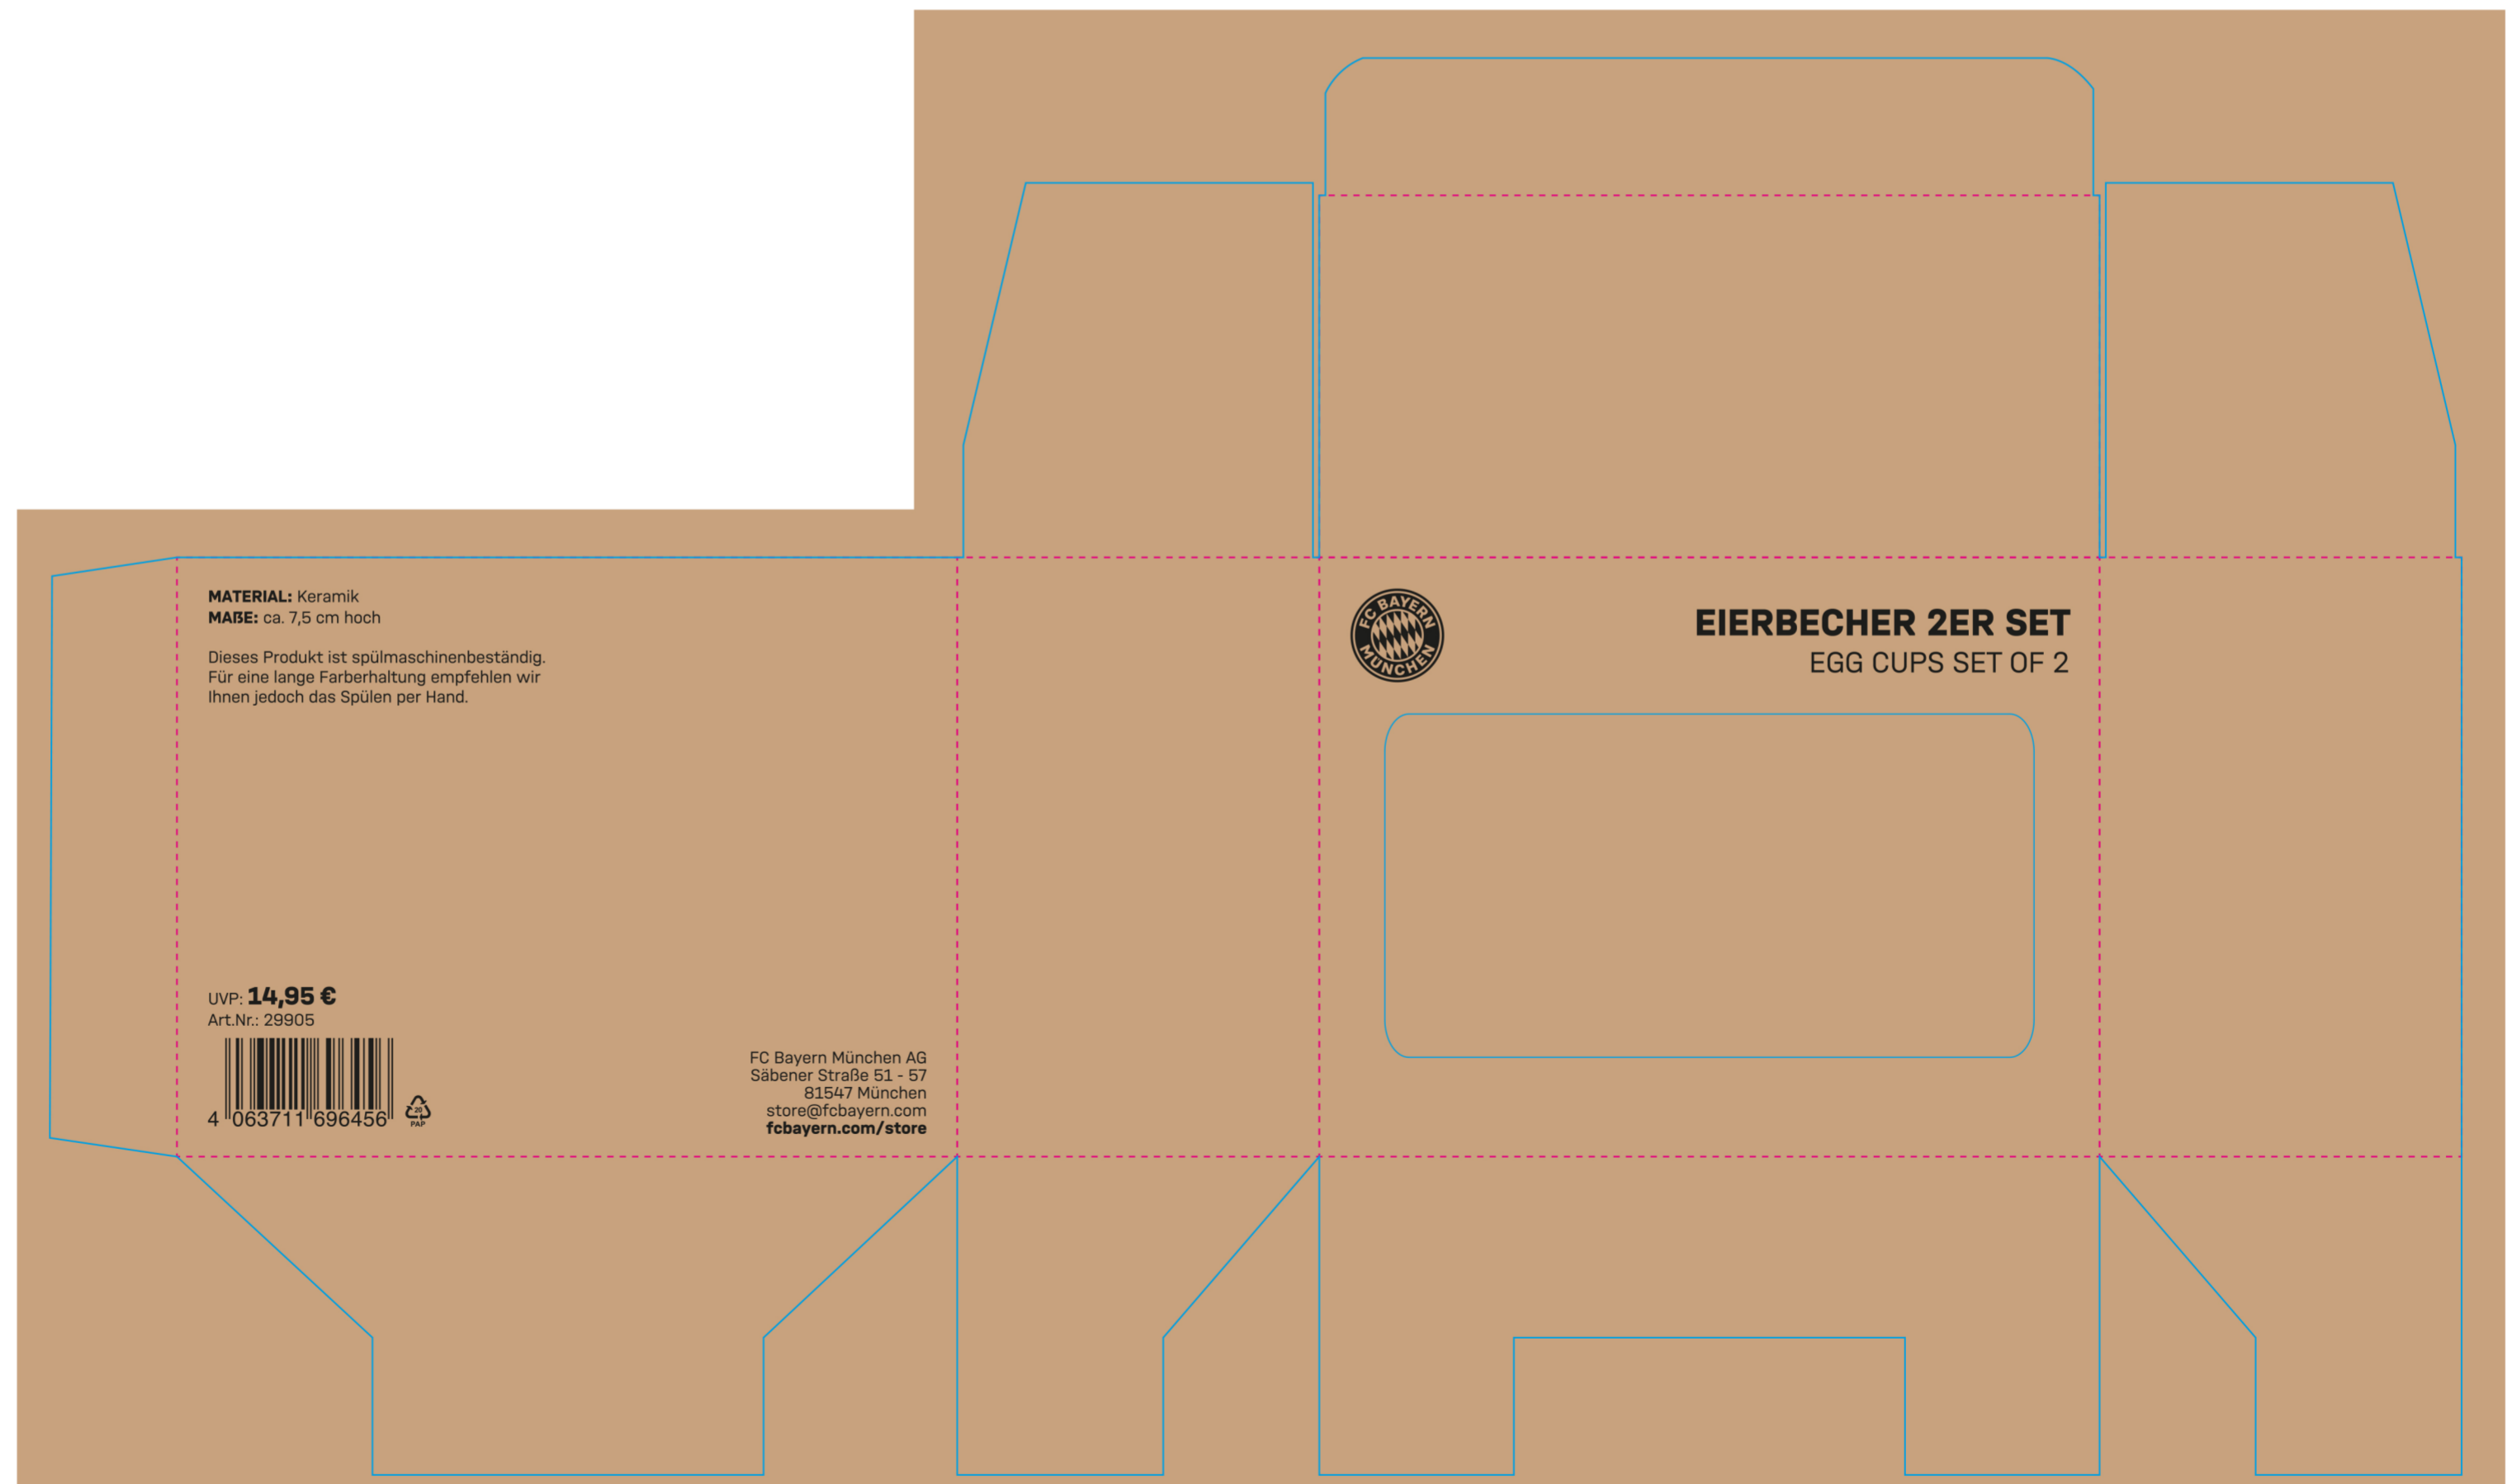 MATERIAL: Keramik
MAẞE: ca. 7,5 cm hoch
Dieses Produkt ist spülmaschinenbeständig.
Für eine lange Farberhaltung empfehlen wir
Ihnen jedoch das Spülen per Hand.
UVP: 14,95 €
Art.Nr.: 29905
4 063711 696456
20
PAP
FC Bayern München AG
Säbener Straße 51 - 57
81547 München
store@fcbayern.com
fcbayern.com/store
FC BAYERN
MÜNCHEN
EIERBECHER 2ER SET
EGG CUPS SET OF 2